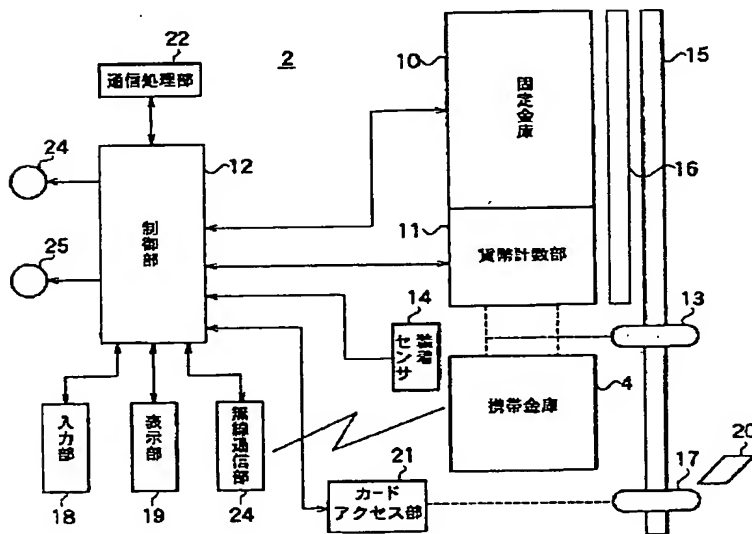 22
通信処理部
2
10
15
固定金庫
24
12
16
制御部
11
貨幣計数部
25
14
装着
センサ
13
4
携帯金庫
20
入力部
表示部
無線通信部
21
カード
アクセス部
17
18
19
24